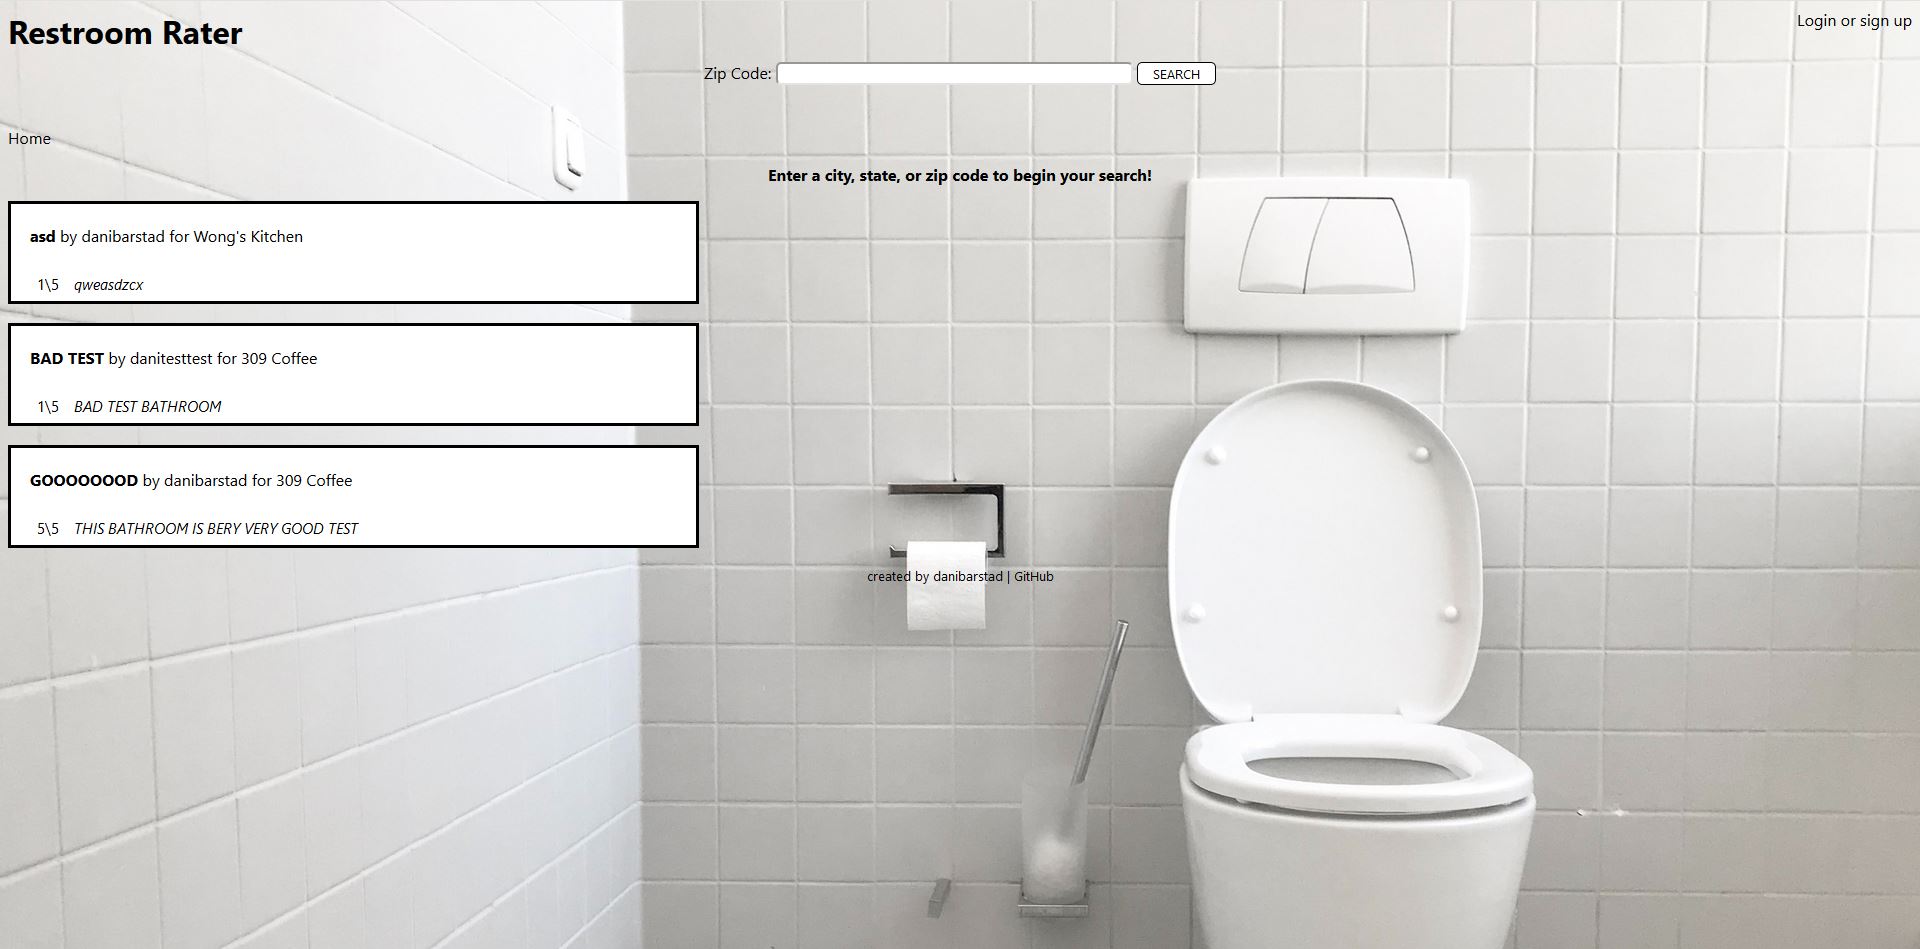 Restroom Rater
Login or sign up
Zip Code: SEARCH
Home
Enter a city, state, or zip code to begin your search!
asd by danibarstad for Wong's Kitchen
1\5 qweasdzcx
BAD TEST by danitesttest for 309 Coffee
1\5 BAD TEST BATHROOM
GOOOOOOOD by danibarstad for 309 Coffee
5\5 THIS BATHROOM IS BERY VERY GOOD TEST
created by danibarstad | GitHub